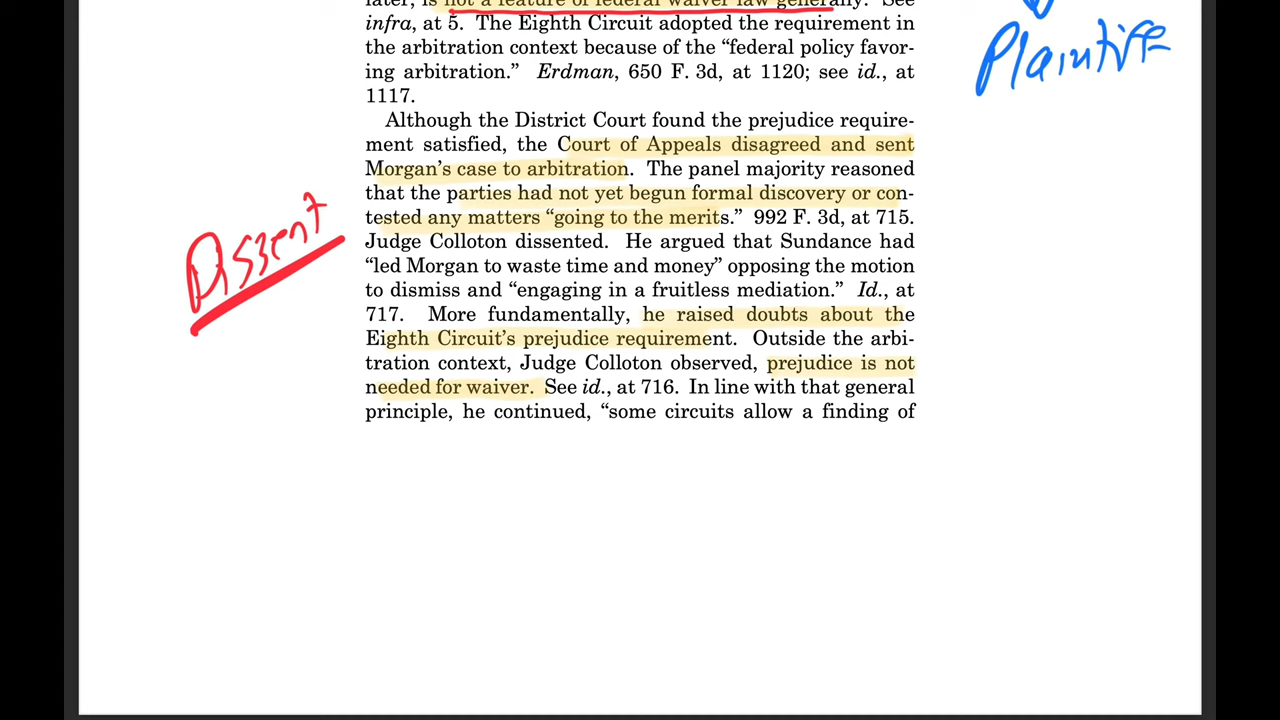 later, is not a feature of federal waiver law generally. See
infra, at 5. The Eighth Circuit adopted the requirement in
the arbitration context because of the “federal policy favor-
ing arbitration.” Erdman, 650 F. 3d, at 1120; see id., at
1117.
Plaintiff
Although the District Court found the prejudice require-
ment satisfied, the Court of Appeals disagreed and sent
Morgan’s case to arbitration. The panel majority reasoned
that the parties had not yet begun formal discovery or con-
tested any matters “going to the merits.” 992 F. 3d, at 715.
Dissent
Judge Colloton dissented. He argued that Sundance had
“led Morgan to waste time and money” opposing the motion
to dismiss and “engaging in a fruitless mediation.” Id., at
717. More fundamentally, he raised doubts about the
Eighth Circuit’s prejudice requirement. Outside the arbi-
tration context, Judge Colloton observed, prejudice is not
needed for waiver. See id., at 716. In line with that general
principle, he continued, “some circuits allow a finding of